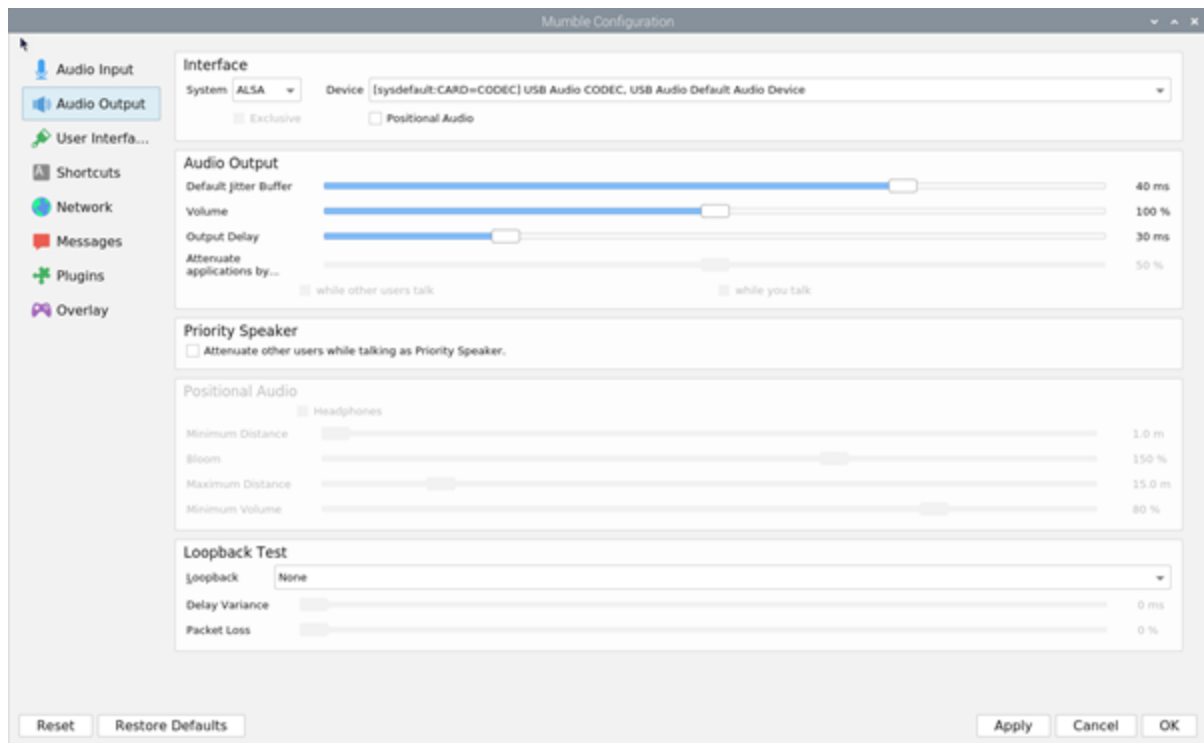 Mumble Configuration
Audio Input
Audio Output
User Interfa...
Shortcuts
Network
Messages
Plugins
Overlay
Interface
System ALSA Device [sysdefault:CARD=CODEC] USB Audio CODEC, USB Audio Default Audio Device
Exclusive Positional Audio
Audio Output
Default Jitter Buffer 40 ms
Volume 100 %
Output Delay 30 ms
Attenuate
applications by... 50 %
while other users talk while you talk
Priority Speaker
Attenuate other users while talking as Priority Speaker.
Positional Audio
Headphones
Minimum Distance 1.0 m
Bloom 150 %
Maximum Distance 15.0 m
Minimum Volume 80 %
Loopback Test
Loopback None
Delay Variance 0 ms
Packet Loss 0 %
Reset Restore Defaults Apply Cancel OK